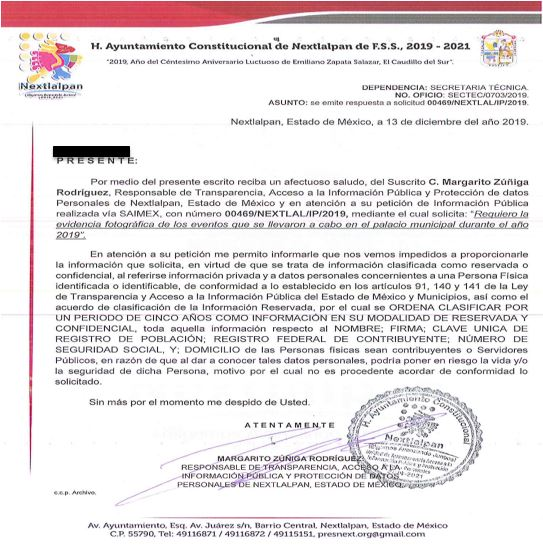 H. Ayuntamiento Constitucional de Nextlalpan de F.S.S., 2019 - 2021
"2019, Año del Céntesimo Aniversario Luctuoso de Emiliano Zapata Salazar, El Caudillo del Sur".
Nextlalpan
DEPENDENCIA: SECRETARIA TÉCNICA.
NO. OFICIO: SECTEC/0703/2019.
ASUNTO: se emite respuesta a solicitud 00469/NEXTLAL/IP/2019.
Nextlalpan, Estado de México, a 13 de diciembre del año 2019.
PRESENTE:
Por medio del presente escrito reciba un afectuoso saludo, del Suscrito C. Margarito Zúñiga
Rodríguez, Responsable de Transparencia, Acceso a la Información Pública y Protección de datos
Personales de Nextlalpan, Estado de México y en atención a su petición de Información Pública
realizada vía SAIMEX, con número 00469/NEXTLAL/IP/2019, mediante el cual solicita: "Requiero la
evidencia fotográfica de los eventos que se llevaron a cabo en el palacio municipal durante el año
2019".
En atención a su petición me permito informarle que nos vemos impedidos a proporcionarle
la información que solicita, en virtud de que se trata de información clasificada como reservada o
confidencial, al referirse información privada y a datos personales concernientes a una Persona Física
identificada o identificable, de conformidad a lo establecido en los artículos 91, 140 y 141 de la Ley
de Transparencia y Acceso a la Información Pública del Estado de México y Municipios, así como el
acuerdo de clasificación de la Información Reservada, por el cual se ORDENA CLASIFICAR POR
UN PERIODO DE CINCO AÑOS COMO INFORMACIÓN EN SU MODALIDAD DE RESERVADA Y
CONFIDENCIAL, toda aquella información respecto al NOMBRE; FIRMA; CLAVE UNICA DE
REGISTRO DE POBLACIÓN; REGISTRO FEDERAL DE CONTRIBUYENTE; NÚMERO DE
SEGURIDAD SOCIAL, Y; DOMICILIO de las Personas físicas sean contribuyentes o Servidores
Públicos, en razón de que al dar a conocer tales datos personales, podría poner en riesgo la vida y/o
la seguridad de dicha Persona, motivo por el cual no es procedente acordar de conformidad lo
solicitado.
Sin más por el momento me despido de Usted.
ATENTAMENTE
H. Ayuntamiento Constitucional
Nextlalpan
MARGARITO ZÚÑIGA RODRÍGUEZ
RESPONSABLE DE TRANSPARENCIA, ACCESO A LA
INFORMACIÓN PÚBLICA Y PROTECCIÓN DE DATOS
PERSONALES DE NEXTLALPAN, ESTADO DE MÉXICO.
c.c.p. Archivo.
Av. Ayuntamiento, Esq. Av. Juárez s/n, Barrio Central, Nextlalpan, Estado de México
C.P. 55790, Tel: 49116871 / 49116872 / 49115151, presnext.org@gmail.com